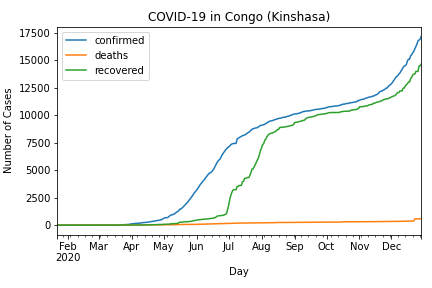 COVID-19 in Congo (Kinshasa)
confirmed
deaths
recovered
Number of Cases
17500
15000
12500
10000
7500
5000
2500
0
Feb Mar Apr May Jun Jul Aug Sep Oct Nov Dec
2020
Day